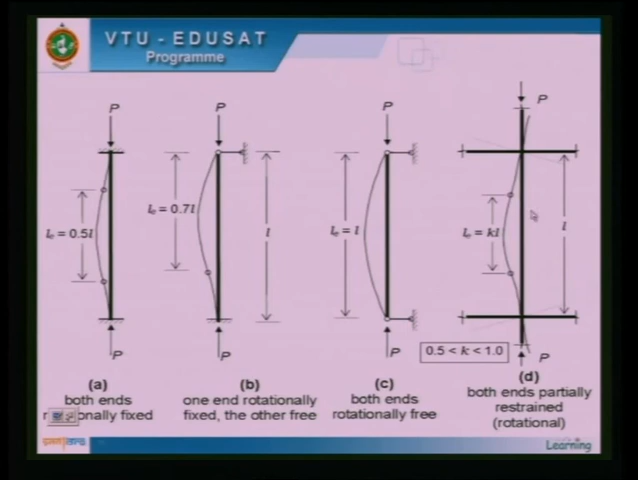 VTU - EDUSAT
Programme
P
P
P
P
lₑ = 0.5l
lₑ = 0.7l
l
lₑ = l
lₑ = kl
l
P
P
P
0.5 < k < 1.0
P
(a)
both ends
onally fixed
(b)
one end rotationally
fixed, the other free
(c)
both ends
rotationally free
(d)
both ends partially
restrained
(rotational)
Learning